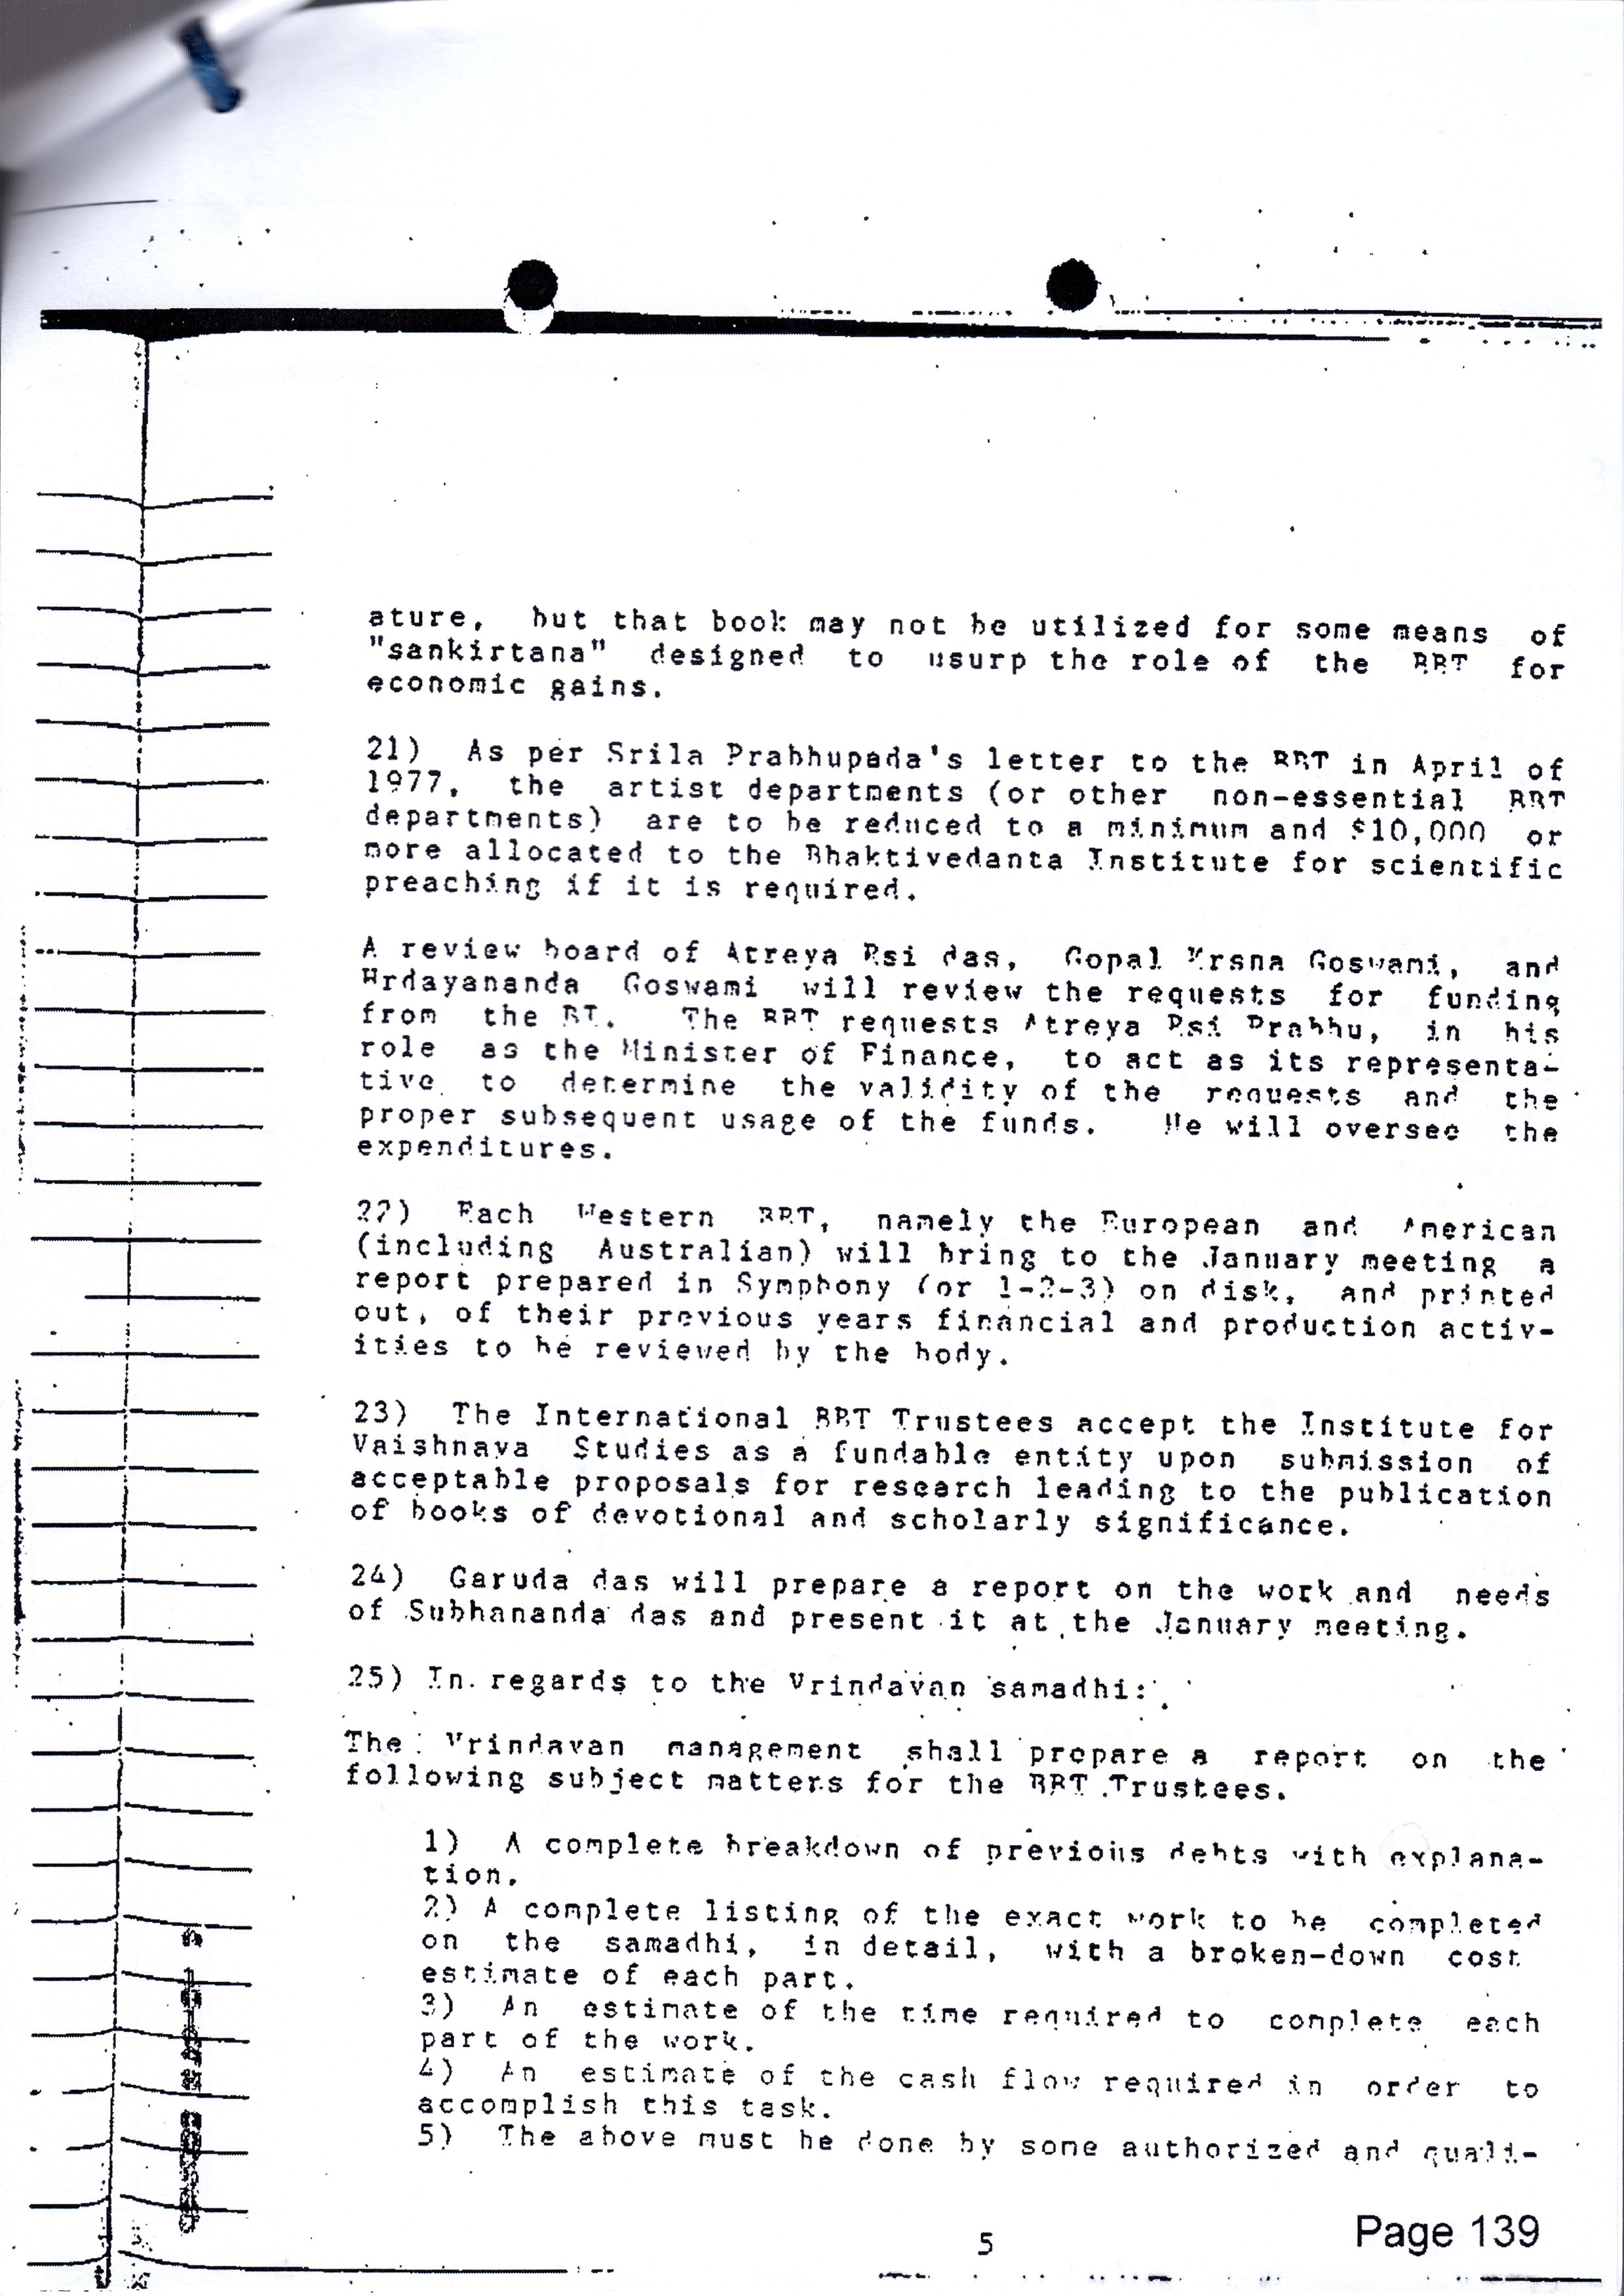 ature, but that book may not be utilized for some means of
"sankirtana" designed to usurp the role of the BBT for
economic gains.
21) As per Srila Prabhupada's letter to the BBT in April of
1977, the artist departments (or other non-essential BBT
departments) are to be reduced to a minimum and $10,000 or
more allocated to the Bhaktivedanta Institute for scientific
preaching if it is required.
A review board of Atreya Rsi das, Gopal Krsna Goswami, and
Hrdayananda Goswami will review the requests for funding
from the BI. The BBT requests Atreya Rsi Prabhu, in his
role as the Minister of Finance, to act as its representa-
tive to determine the validity of the requests and the
proper subsequent usage of the funds. He will oversee the
expenditures.
22) Each Western BBT, namely the European and American
(including Australian) will bring to the January meeting a
report prepared in Symphony (or 1-2-3) on disk, and printed
out, of their previous years financial and production activ-
ities to be reviewed by the body.
23) The International BBT Trustees accept the Institute for
Vaishnava Studies as a fundable entity upon submission of
acceptable proposals for research leading to the publication
of books of devotional and scholarly significance.
24) Garuda das will prepare a report on the work and needs
of Subhananda das and present it at the January meeting.
25) In regards to the Vrindavan samadhi:
The Vrindavan management shall prepare a report on the
following subject matters for the BBT Trustees.
1) A complete breakdown of previous debts with explana-
tion.
2) A complete listing of the exact work to be completed
on the samadhi, in detail, with a broken-down cost
estimate of each part.
3) An estimate of the time required to complete each
part of the work.
4) An estimate of the cash flow required in order to
accomplish this task.
5) The above must be done by some authorized and quali-
5
Page 139